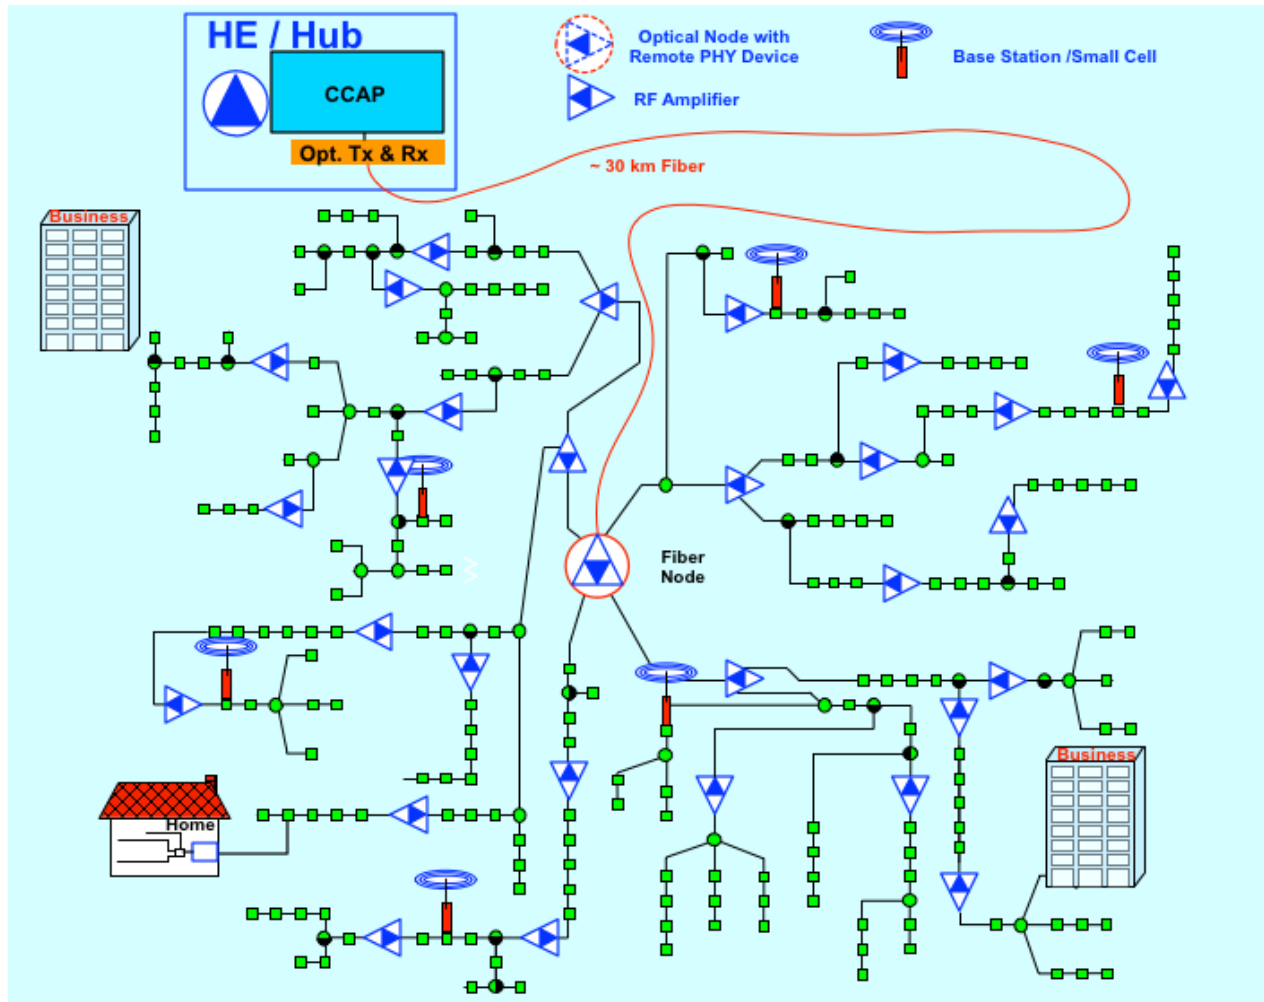 HE / Hub
CCAP
Opt. Tx & Rx
Optical Node with
Remote PHY Device
RF Amplifier
Base Station /Small Cell
~ 30 km Fiber
Business
Fiber
Node
Home
Business